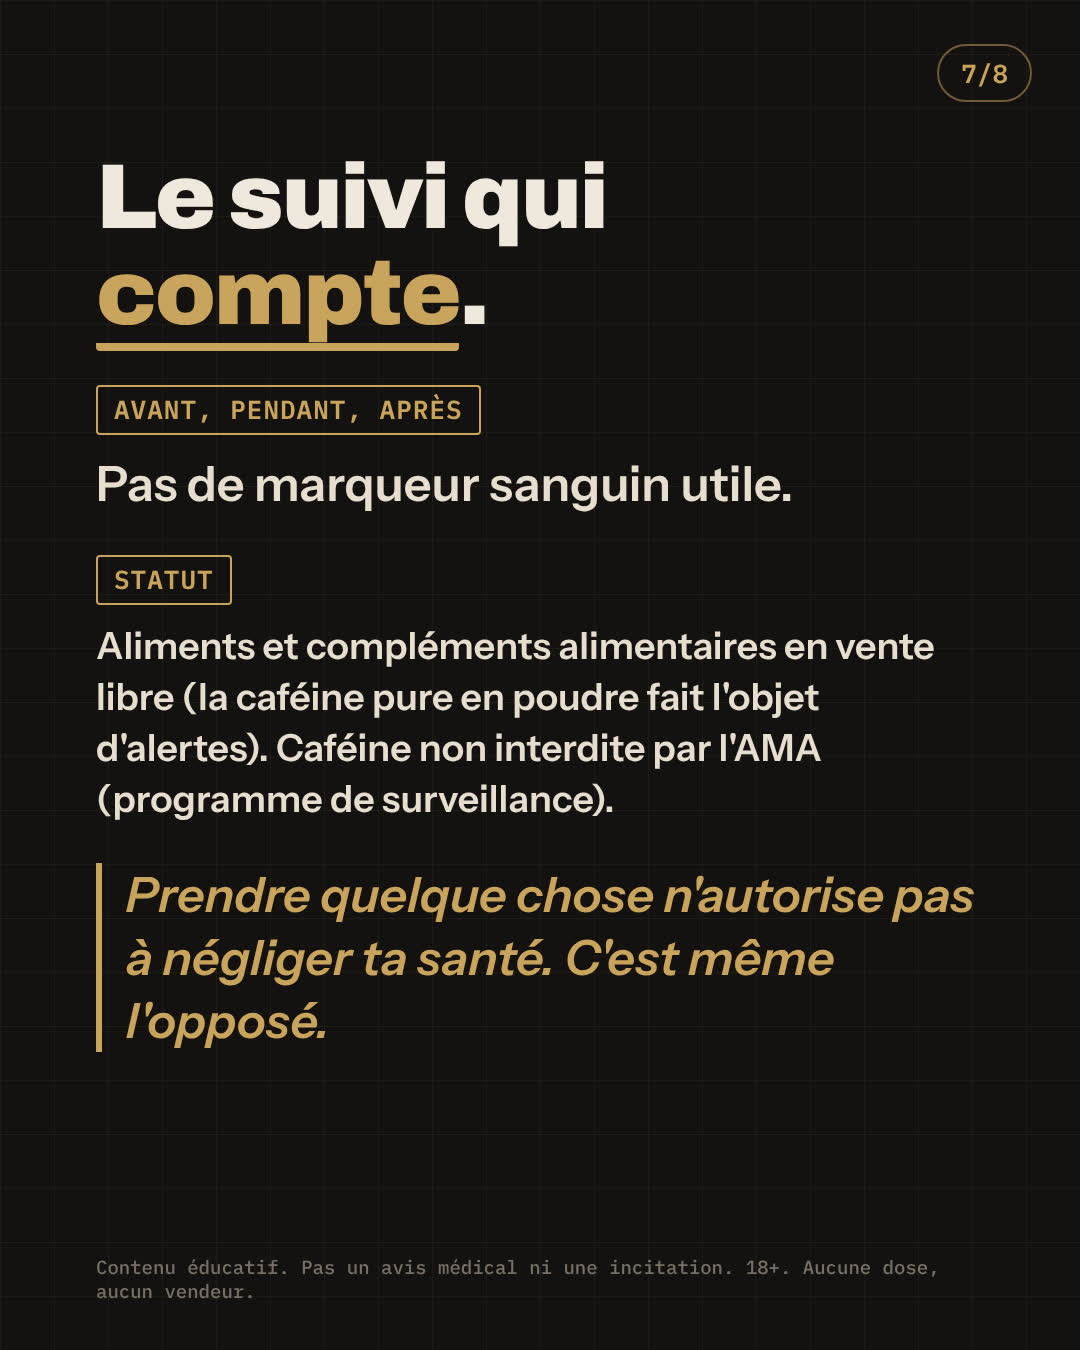 7/8
Le suivi qui
compte.
AVANT, PENDANT, APRÈS
Pas de marqueur sanguin utile.
STATUT
Aliments et compléments alimentaires en vente
libre (la caféine pure en poudre fait l'objet
d'alertes). Caféine non interdite par l'AMA
(programme de surveillance).
Prendre quelque chose n'autorise pas
à négliger ta santé. C'est même
l'opposé.
Contenu éducatif. Pas un avis médical ni une incitation. 18+. Aucune dose,
aucun vendeur.